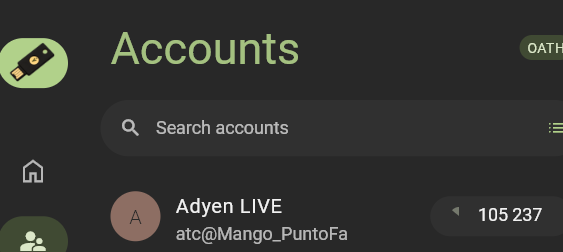 Accounts
OATH
Search accounts
A
Adyen LIVE
105 237
atc@Mango_PuntoFa